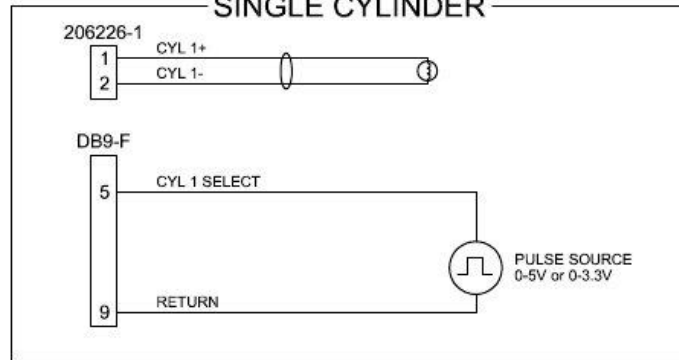 SINGLE CYLINDER
206226-1
1 CYL 1+
2 CYL 1-
DB9-F
5 CYL 1 SELECT
PULSE SOURCE
0-5V or 0-3.3V
9 RETURN